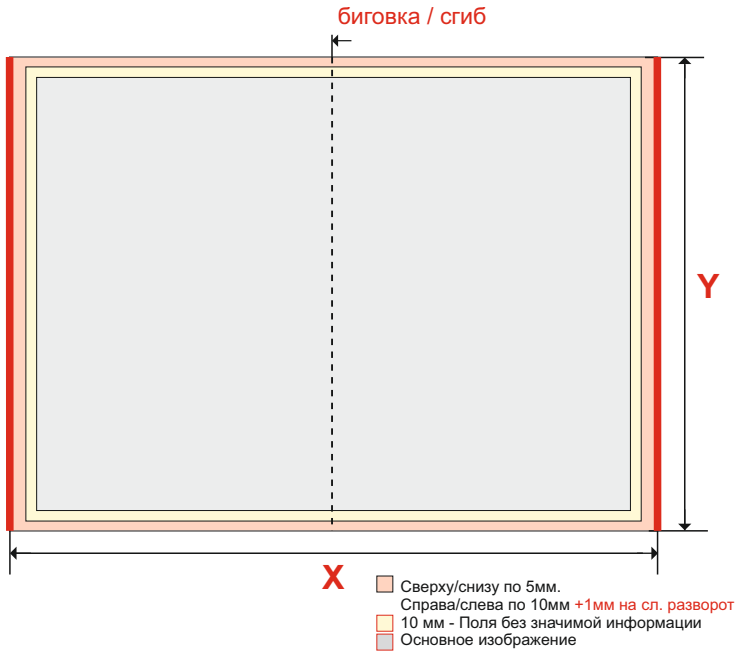 биговка / сгиб
Y
X
Сверху/снизу по 5мм.
Справа/слева по 10мм +1мм на сл. разворот
10 мм - Поля без значимой информации
Основное изображение